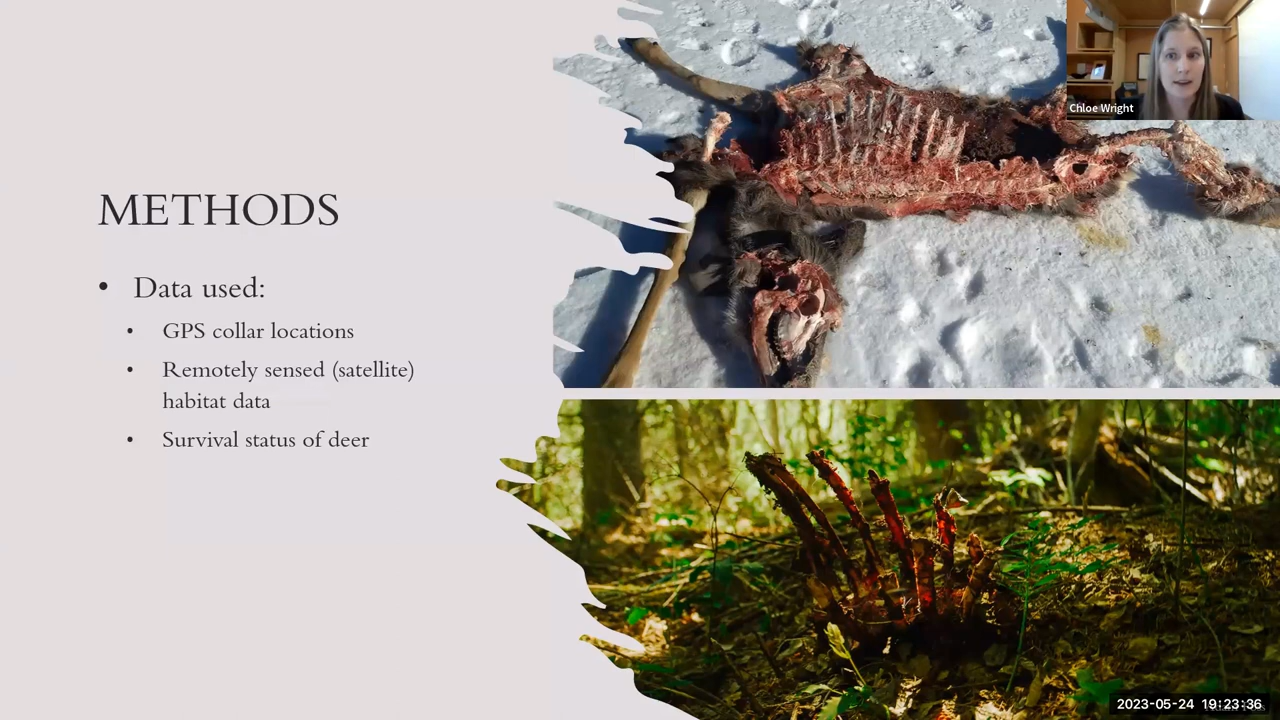 Chloe Wright
METHODS
• Data used:
• GPS collar locations
• Remotely sensed (satellite)
habitat data
• Survival status of deer
2023-05-24 19:23:36